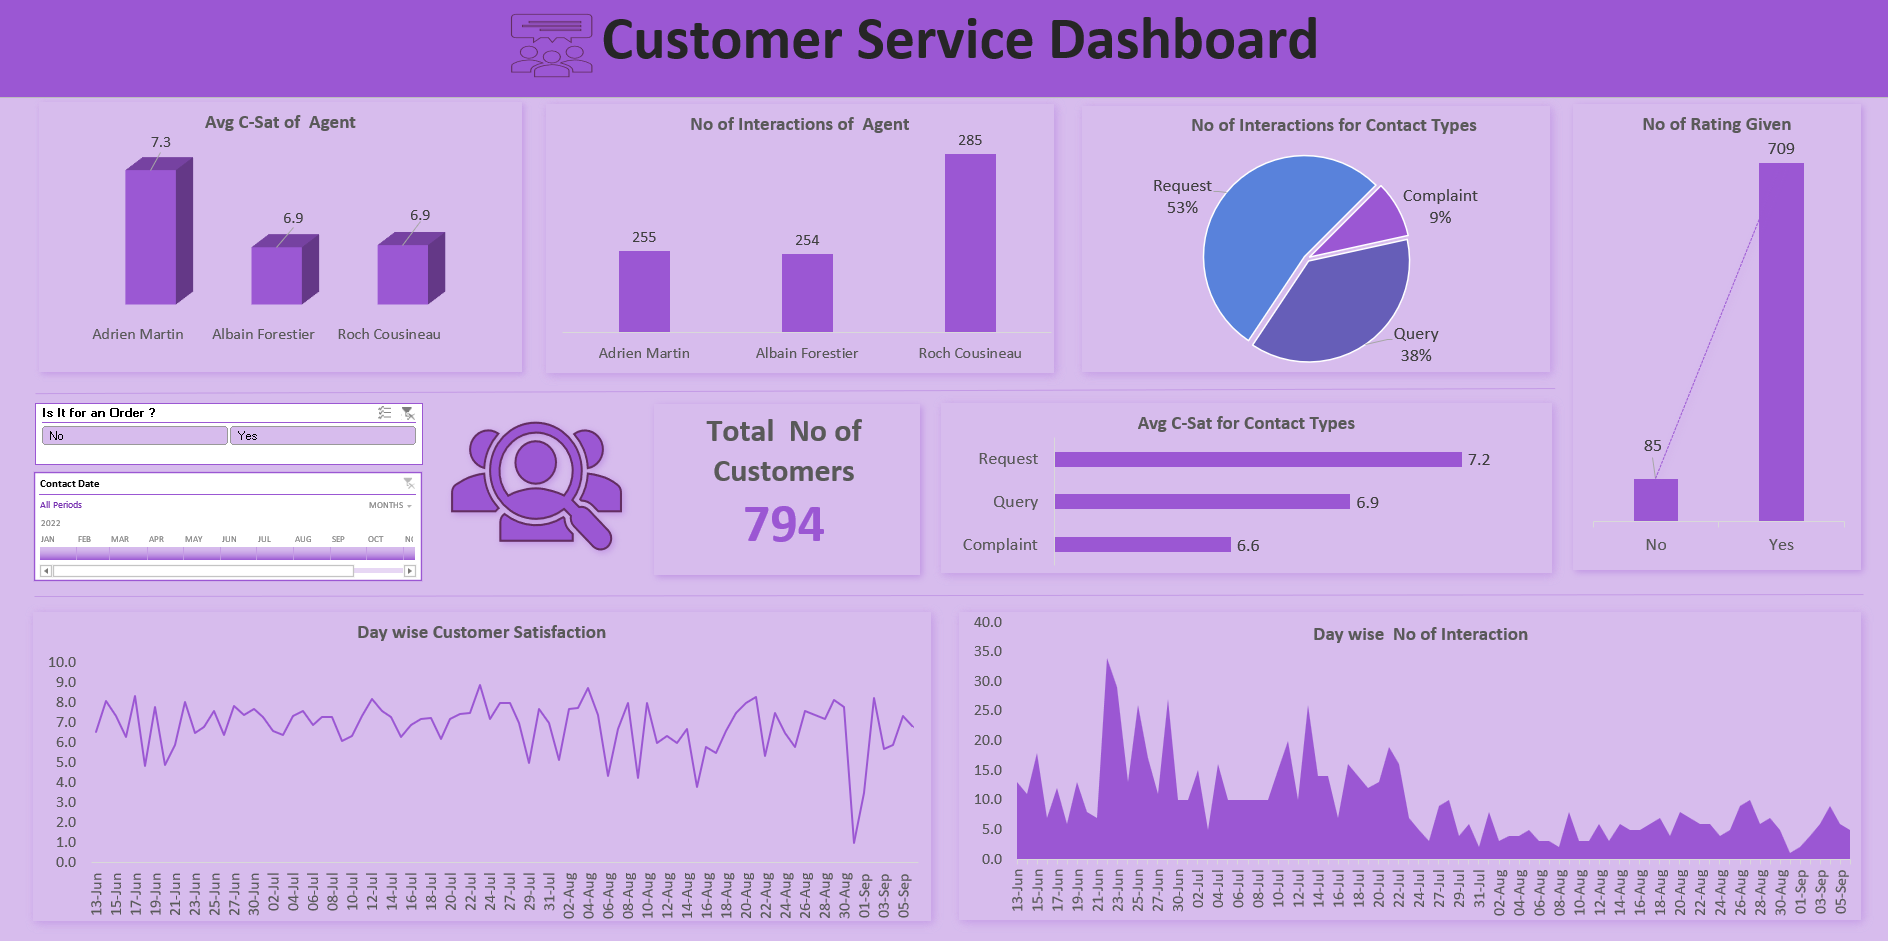 Customer Service Dashboard
Avg C-Sat of Agent
7.3
6.9
6.9
Adrien Martin
Albain Forestier
Roch Cousineau
No of Interactions of Agent
255
254
285
Adrien Martin
Albain Forestier
Roch Cousineau
No of Interactions for Contact Types
Request
53%
Complaint
9%
Query
38%
No of Rating Given
709
85
No
Yes
Is It for an Order ?
No
Yes
Contact Date
All Periods
MONTHS
2022
JAN FEB MAR APR MAY JUN JUL AUG SEP OCT
Total No of
Customers
794
Avg C-Sat for Contact Types
Request
7.2
Query
6.9
Complaint
6.6
Day wise Customer Satisfaction
10.0
9.0
8.0
7.0
6.0
5.0
4.0
3.0
2.0
1.0
0.0
13-Jun
15-Jun
17-Jun
19-Jun
21-Jun
23-Jun
25-Jun
27-Jun
30-Jun
02-Jul
04-Jul
06-Jul
08-Jul
10-Jul
12-Jul
14-Jul
16-Jul
18-Jul
20-Jul
22-Jul
24-Jul
27-Jul
29-Jul
31-Jul
02-Aug
04-Aug
06-Aug
08-Aug
10-Aug
12-Aug
14-Aug
16-Aug
18-Aug
20-Aug
22-Aug
24-Aug
26-Aug
28-Aug
30-Aug
01-Sep
03-Sep
05-Sep
Day wise No of Interaction
40.0
35.0
30.0
25.0
20.0
15.0
10.0
5.0
0.0
13-Jun
15-Jun
17-Jun
19-Jun
21-Jun
23-Jun
25-Jun
27-Jun
30-Jun
02-Jul
04-Jul
06-Jul
08-Jul
10-Jul
12-Jul
14-Jul
16-Jul
18-Jul
20-Jul
22-Jul
24-Jul
27-Jul
29-Jul
31-Jul
02-Aug
04-Aug
06-Aug
08-Aug
10-Aug
12-Aug
14-Aug
16-Aug
18-Aug
20-Aug
22-Aug
24-Aug
26-Aug
28-Aug
30-Aug
01-Sep
03-Sep
05-Sep